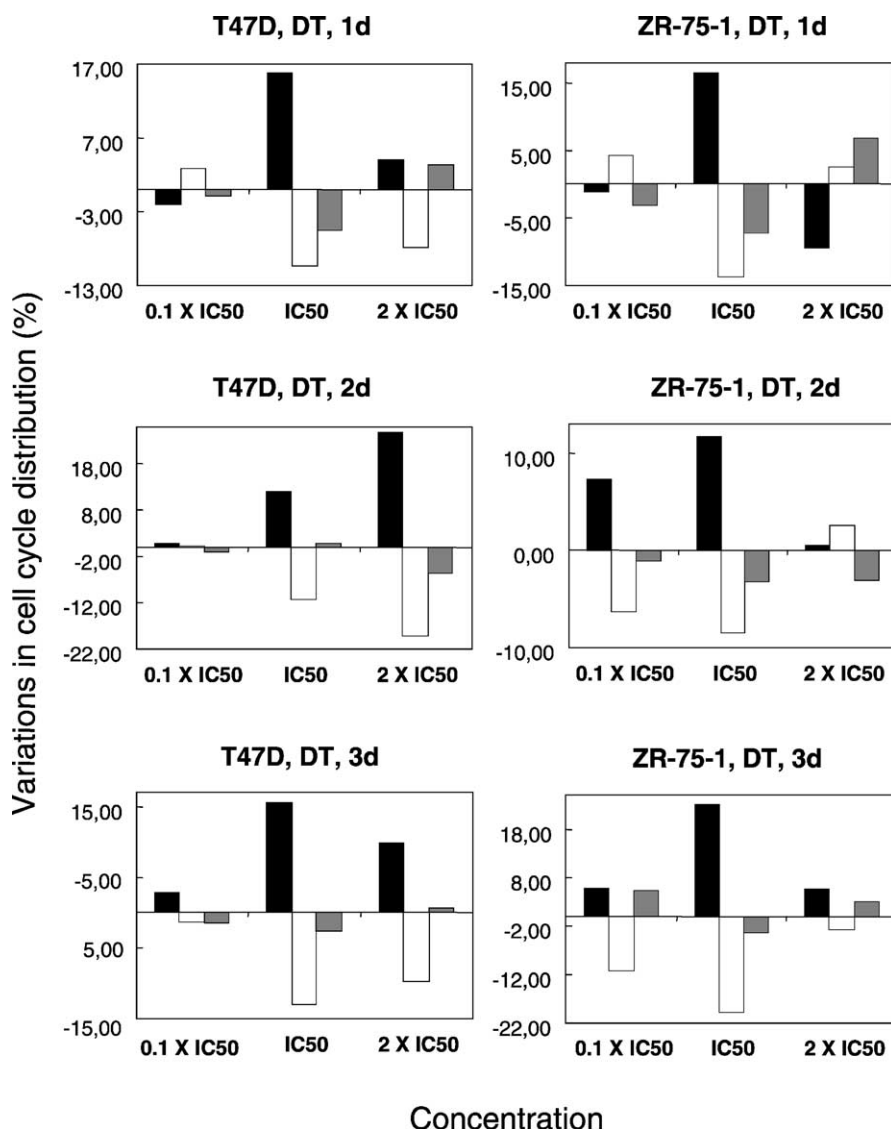 T47D, DT, 1d
17,00
7,00
-3,00
-13,00
0.1 X IC50 IC50 2 X IC50
ZR-75-1, DT, 1d
15,00
5,00
-5,00
-15,00
0.1 X IC50 IC50 2 X IC50
Variations in cell cycle distribution (%)
T47D, DT, 2d
18,00
8,00
-2,00
-12,00
-22,00
0.1 X IC50 IC50 2 X IC50
ZR-75-1, DT, 2d
10,00
0,00
-10,00
0.1 X IC50 IC50 2 X IC50
T47D, DT, 3d
15,00
-5,00
5,00
-15,00
0.1 X IC50 IC50 2 X IC50
ZR-75-1, DT, 3d
18,00
8,00
-2,00
-12,00
-22,00
0.1 X IC50 IC50 2 X IC50
Concentration